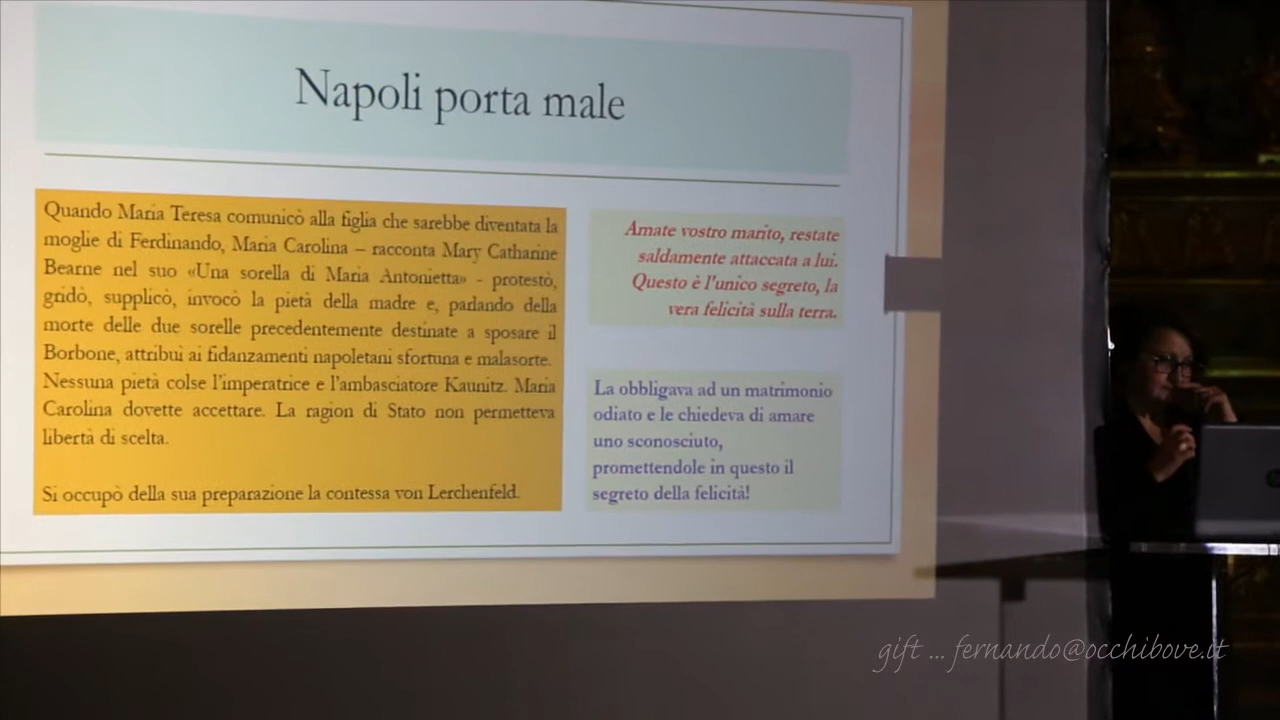 Napoli porta male
Quando Maria Teresa comunicò alla figlia che sarebbe diventata la
moglie di Ferdinando, Maria Carolina – racconta Mary Catharine
Bearne nel suo «Una sorella di Maria Antonietta» - protestò,
gridò, supplicò, invocò la pietà della madre e, parlando della
morte delle due sorelle precedentemente destinate a sposare il
Borbone, attribuì ai fidanzamenti napoletani sfortuna e malasorte.
Nessuna pietà colse l'imperatrice e l'ambasciatore Kaunitz. Maria
Carolina dovette accettare. La ragion di Stato non permetteva
libertà di scelta.
Si occupò della sua preparazione la contessa von Lerchenfeld.
Amate vostro marito, restate
saldamente attaccata a lui.
Questo è l'unico segreto, la
vera felicità sulla terra.
La obbligava ad un matrimonio
odiato e le chiedeva di amare
uno sconosciuto,
promettendole in questo il
segreto della felicità!
gift ... fernando@occhibove.it